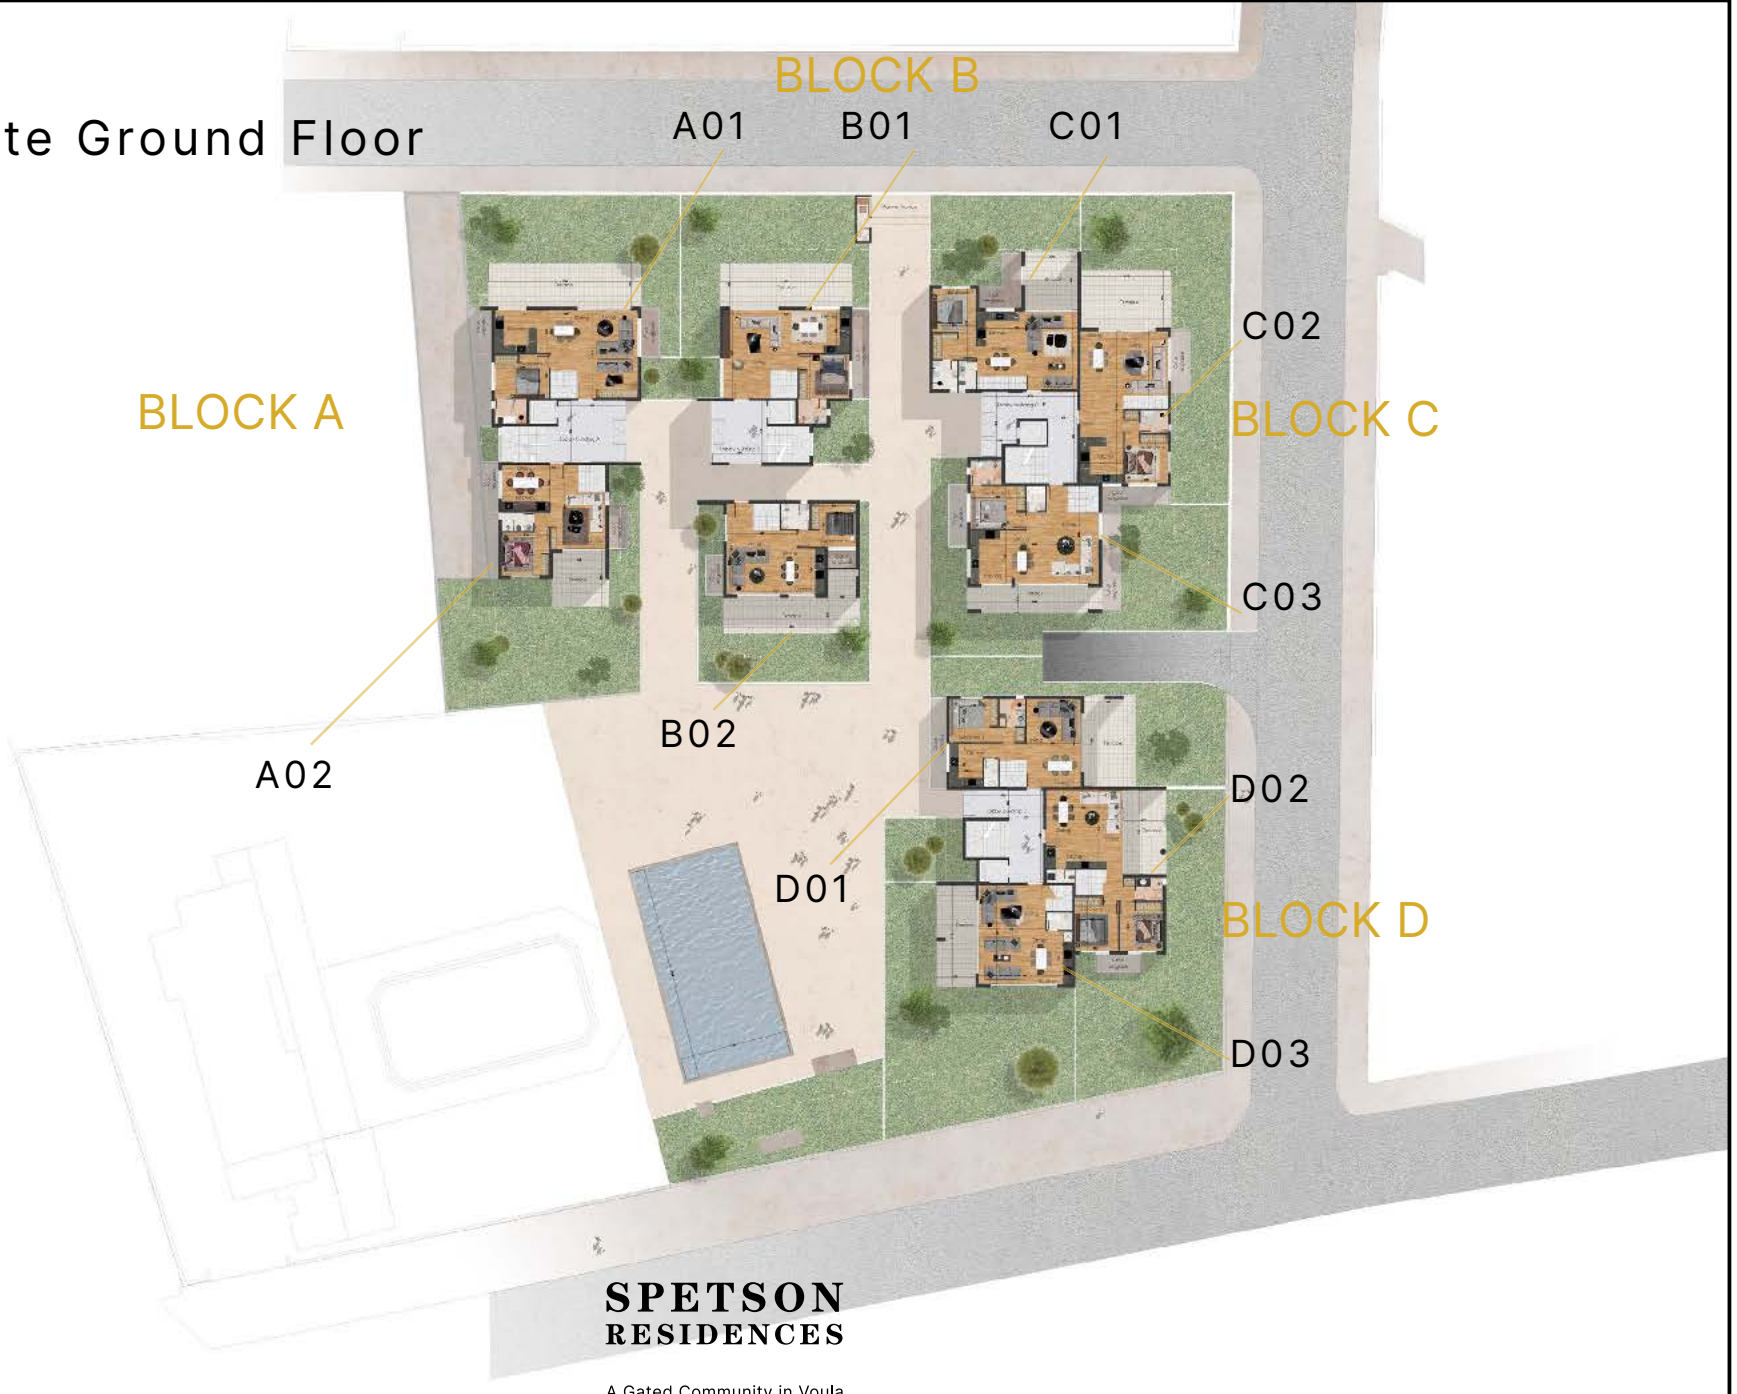 BLOCK B
te Ground Floor
A01
B01
C01
C02
BLOCK A
BLOCK C
C03
B02
A02
D02
D01
BLOCK D
D03
SPETSON
RESIDENCES
A Gated Community in Voula